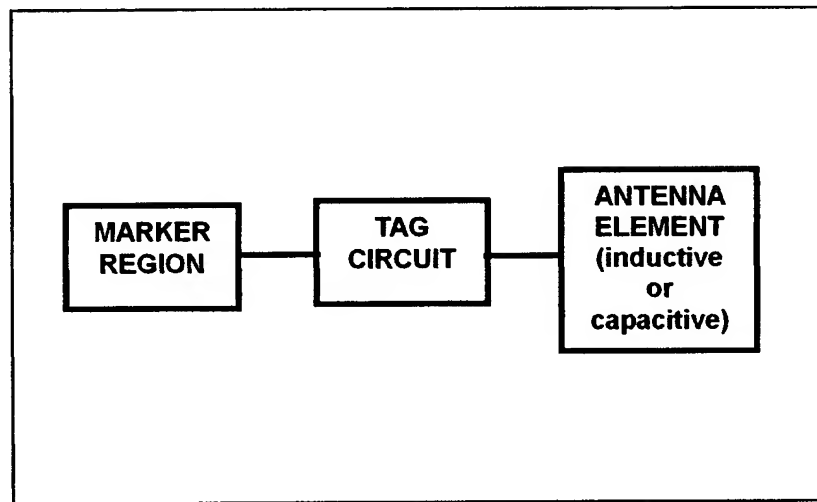 MARKER
REGION
TAG
CIRCUIT
ANTENNA
ELEMENT
(inductive
or
capacitive)